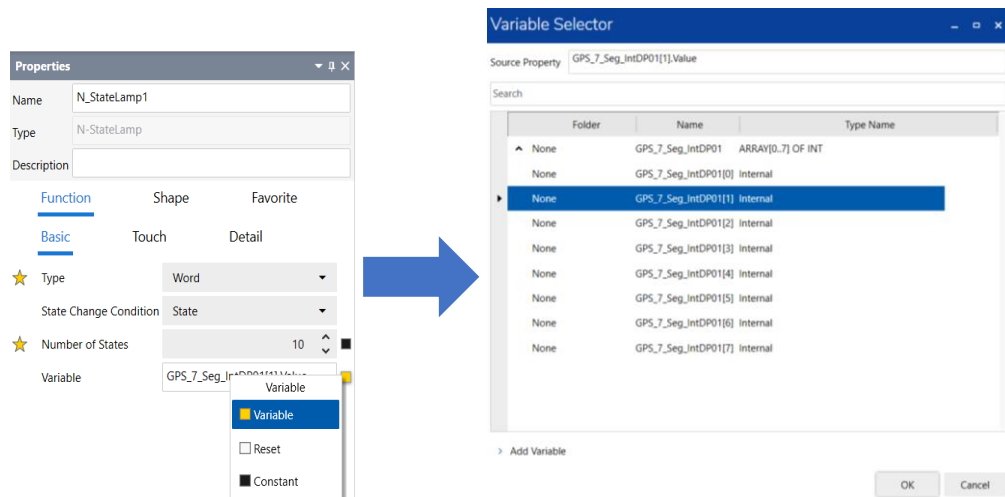 Properties
Name N_StateLamp1
Type N-StateLamp
Description
Function Shape Favorite
Basic Touch Detail
Type Word
State Change Condition State
Number of States 10
Variable GPS_7_Seg_IntDP01[1].Value
Variable
Variable
Reset
Constant
Variable Selector
Source Property GPS_7_Seg_IntDP01[1].Value
Search
Folder Name Type Name
None GPS_7_Seg_IntDP01 ARRAY[0..7] OF INT
None GPS_7_Seg_IntDP01[0] Internal
None GPS_7_Seg_IntDP01[1] Internal
None GPS_7_Seg_IntDP01[2] Internal
None GPS_7_Seg_IntDP01[3] Internal
None GPS_7_Seg_IntDP01[4] Internal
None GPS_7_Seg_IntDP01[5] Internal
None GPS_7_Seg_IntDP01[6] Internal
None GPS_7_Seg_IntDP01[7] Internal
Add Variable
OK Cancel